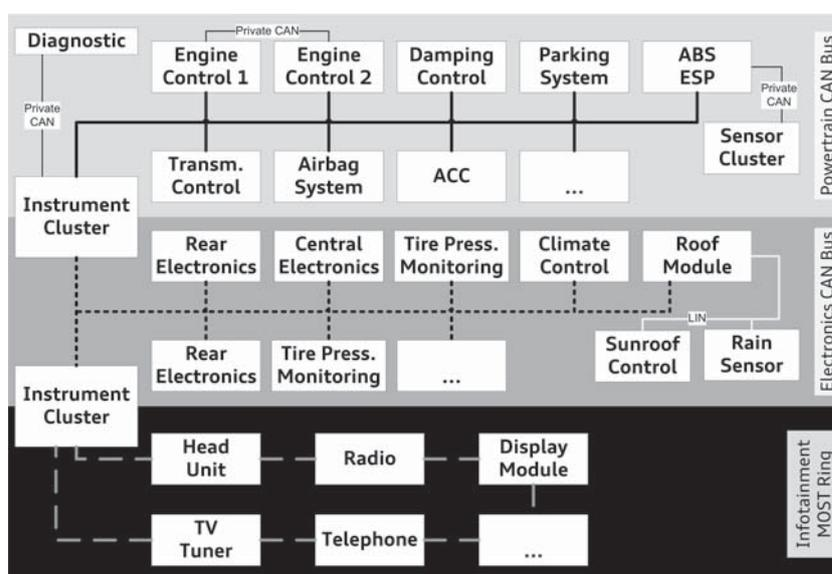 Diagnostic
Private CAN
Engine
Control 1
Engine
Control 2
Damping
Control
Parking
System
ABS
ESP
Private
CAN
Private
CAN
Powertrain CAN Bus
Transm.
Control
Airbag
System
ACC
...
Sensor
Cluster
Instrument
Cluster
Rear
Electronics
Central
Electronics
Tire Press.
Monitoring
Climate
Control
Roof
Module
Electronics CAN Bus
LIN
Rear
Electronics
Tire Press.
Monitoring
...
Sunroof
Control
Rain
Sensor
Instrument
Cluster
Head
Unit
Radio
Display
Module
Infotainment
MOST Ring
TV
Tuner
Telephone
...